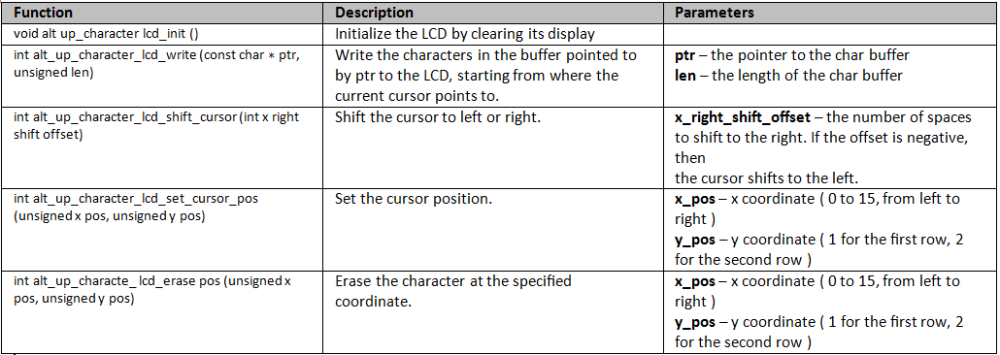 Function Description Parameters
void alt up_character lcd_init () Initialize the LCD by clearing its display
int alt_up_character_lcd_write (const char * ptr,
unsigned len)
Write the characters in the buffer pointed to
by ptr to the LCD, starting from where the
current cursor points to.
ptr – the pointer to the char buffer
len – the length of the char buffer
int alt_up_character_lcd_shift_cursor (int x right
shift offset)
Shift the cursor to left or right.
x_right_shift_offset – the number of spaces
to shift to the right. If the offset is negative,
then
the cursor shifts to the left.
int alt_up_character_lcd_set_cursor_pos
(unsigned x pos, unsigned y pos)
Set the cursor position.
x_pos – x coordinate ( 0 to 15, from left to
right )
y_pos – y coordinate ( 1 for the first row, 2
for the second row )
int alt_up_characte_ lcd_erase pos (unsigned x
pos, unsigned y pos)
Erase the character at the specified
coordinate.
x_pos – x coordinate ( 0 to 15, from left to
right )
y_pos – y coordinate ( 1 for the first row, 2
for the second row )